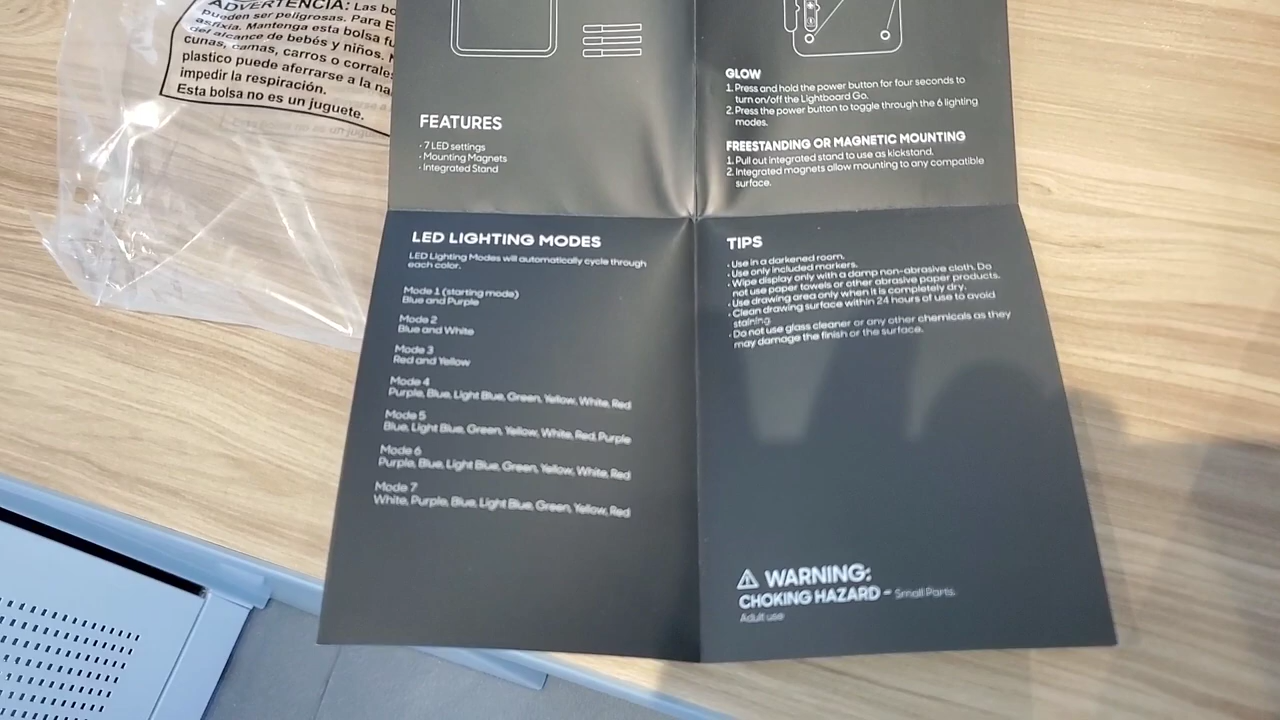 ADVERTENCIA: Las bo
pueden ser peligrosas. Para E
asfixia. Mantenga esta bolsa fu
del alcance de bebés y niños. N
cunas, camas, carros o corrale
plastico puede aferrarse a la na
impedir la respiración.
Esta bolsa no es un juguete.
FEATURES
· 7 LED settings
· Mounting Magnets
· Integrated Stand
GLOW
1. Press and hold the power button for four seconds to
turn on/off the Lightboard Go.
2. Press the power button to toggle through the 6 lighting
modes.
FREESTANDING OR MAGNETIC MOUNTING
1. Pull out integrated stand to use as kickstand.
2. Integrated magnets allow mounting to any compatible
surface.
LED LIGHTING MODES
LED Lighting Modes will automatically cycle through
each color.
Mode 1 (starting mode)
Blue and Purple
Mode 2
Blue and White
Mode 3
Red and Yellow
Mode 4
Purple, Blue, Light Blue, Green, Yellow, White, Red
Mode 5
Blue, Light Blue, Green, Yellow, White, Red, Purple
Mode 6
Purple, Blue, Light Blue, Green, Yellow, White, Red
Mode 7
White, Purple, Blue, Light Blue, Green, Yellow, Red
TIPS
· Use in a darkened room.
· Use only included markers.
· Wipe display only with a damp non-abrasive cloth. Do
not use paper towels or other abrasive paper products.
· Use drawing area only when it is completely dry.
· Clean drawing surface within 24 hours of use to avoid
staining.
· Do not use glass cleaner or any other chemicals as they
may damage the finish or the surface.
⚠ WARNING:
CHOKING HAZARD - Small Parts.
Adult use